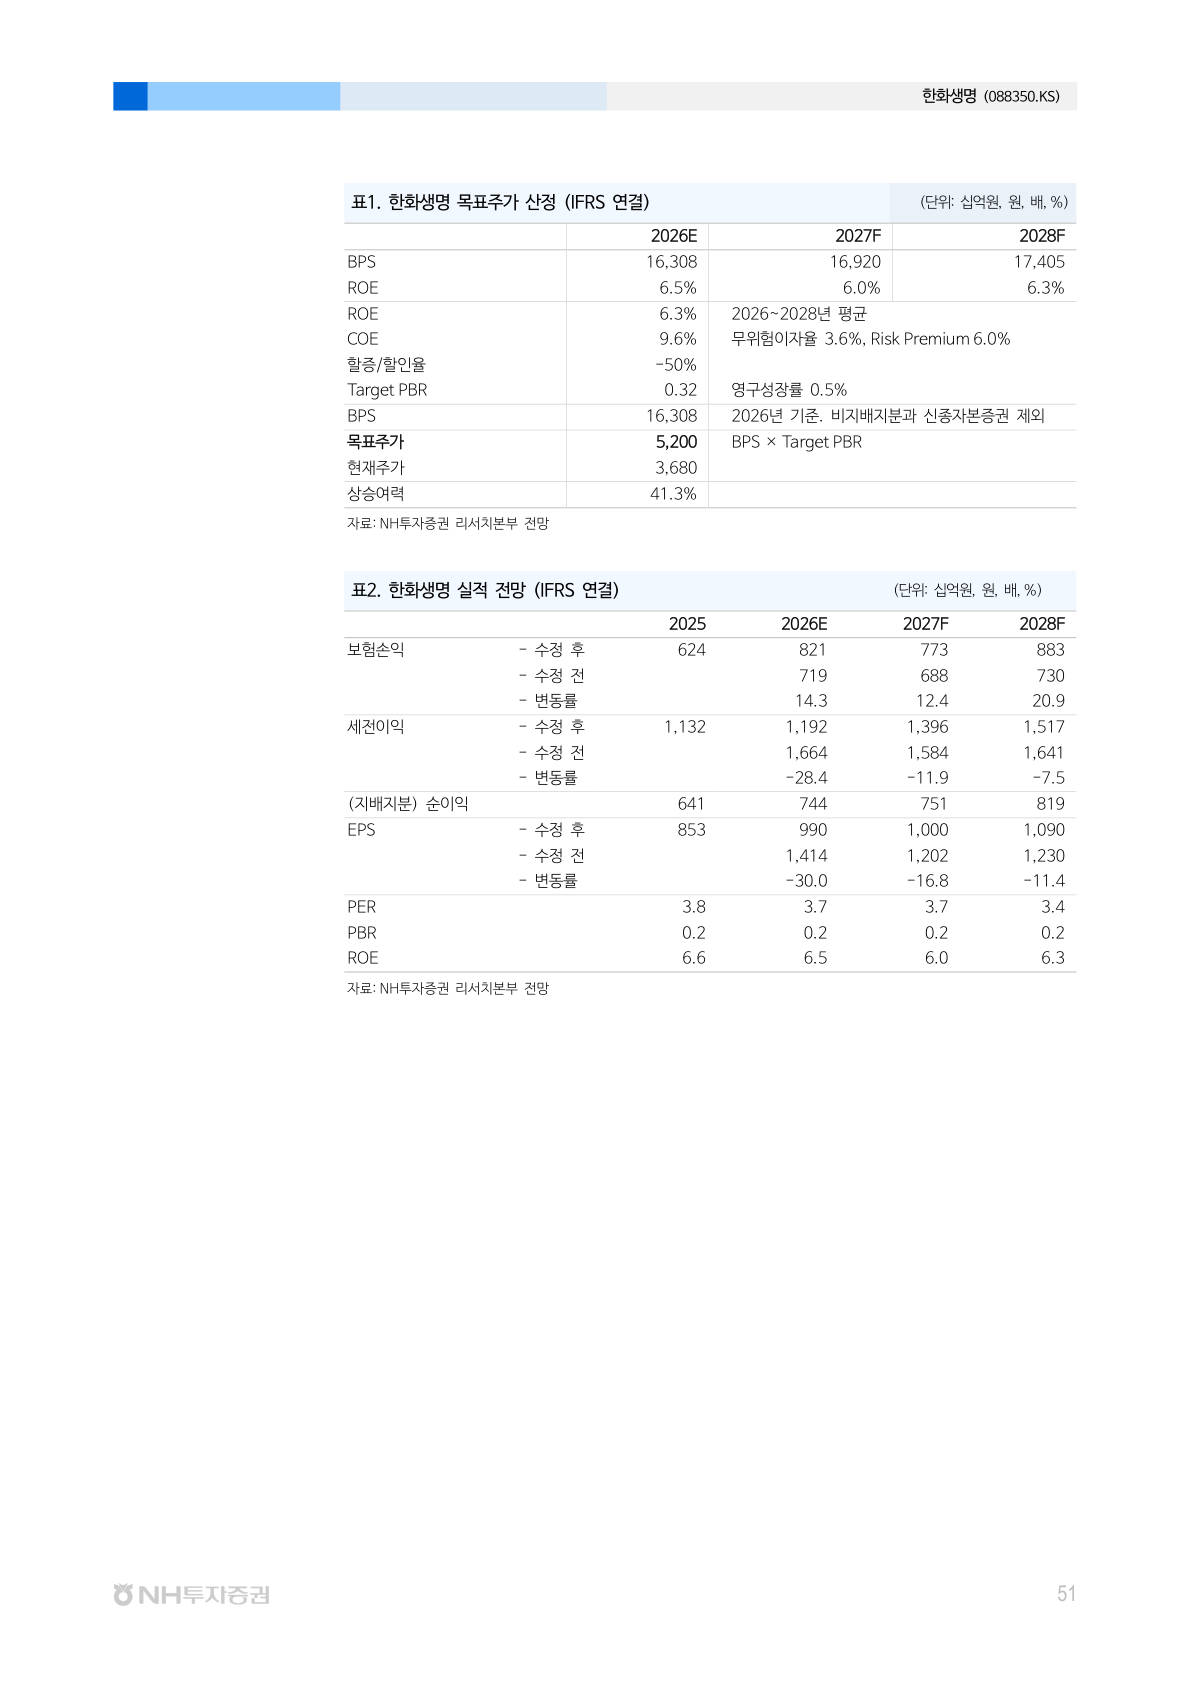 한화생명 (088350.KS)
표1. 한화생명 목표주가 산정 (IFRS 연결) (단위: 십억원, 원, 배, %)
2026E 2027F 2028F
BPS 16,308 16,920 17,405
ROE 6.5% 6.0% 6.3%
ROE 6.3% 2026~2028년 평균
COE 9.6% 무위험이자율 3.6%, Risk Premium 6.0%
할증/할인율 -50%
Target PBR 0.32 영구성장률 0.5%
BPS 16,308 2026년 기준. 비지배지분과 신종자본증권 제외
목표주가 5,200 BPS × Target PBR
현재주가 3,680
상승여력 41.3%
자료: NH투자증권 리서치본부 전망
표2. 한화생명 실적 전망 (IFRS 연결) (단위: 십억원, 원, 배, %)
2025 2026E 2027F 2028F
보험손익 - 수정 후 624 821 773 883
- 수정 전 719 688 730
- 변동률 14.3 12.4 20.9
세전이익 - 수정 후 1,132 1,192 1,396 1,517
- 수정 전 1,664 1,584 1,641
- 변동률 -28.4 -11.9 -7.5
(지배지분) 순이익 641 744 751 819
EPS - 수정 후 853 990 1,000 1,090
- 수정 전 1,414 1,202 1,230
- 변동률 -30.0 -16.8 -11.4
PER 3.8 3.7 3.7 3.4
PBR 0.2 0.2 0.2 0.2
ROE 6.6 6.5 6.0 6.3
자료: NH투자증권 리서치본부 전망
NH투자증권 51